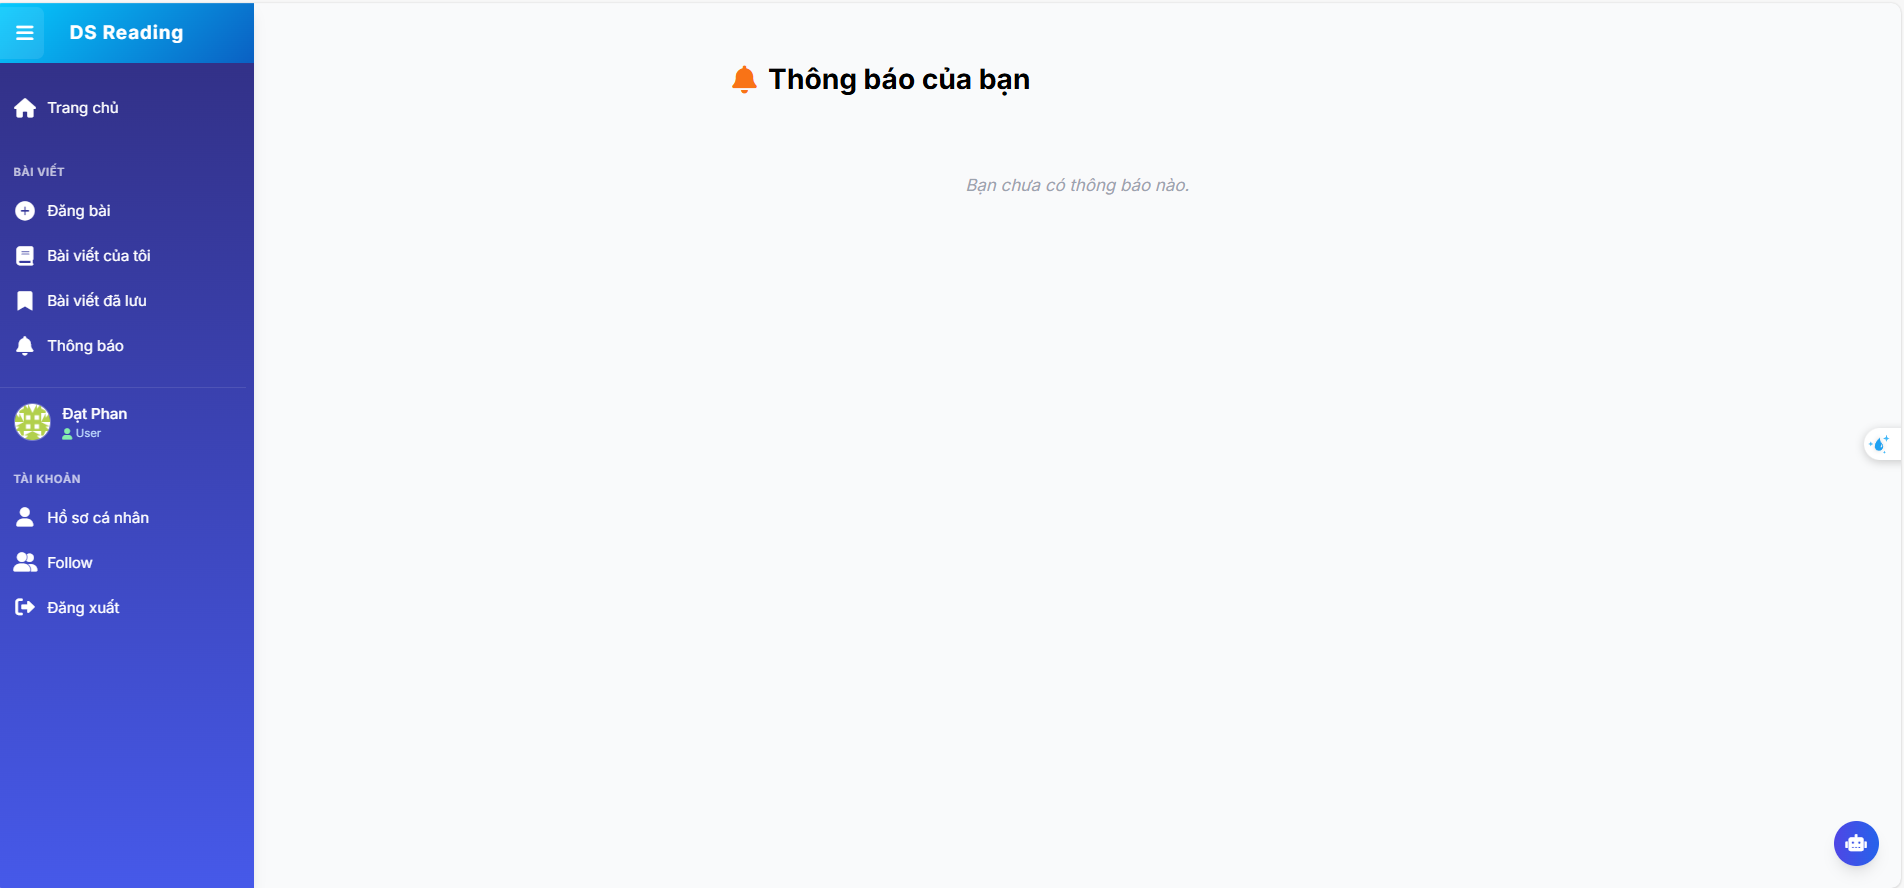 DS Reading
Trang chủ
BÀI VIẾT
Đăng bài
Bài viết của tôi
Bài viết đã lưu
Thông báo
Đạt Phan
User
TÀI KHOẢN
Hồ sơ cá nhân
Follow
Đăng xuất
Thông báo của bạn
Bạn chưa có thông báo nào.